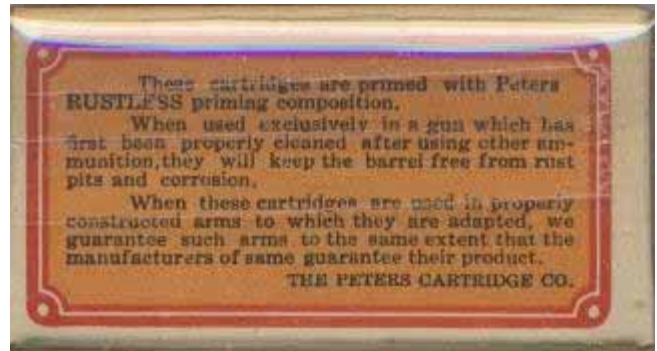 These cartridges are primed with Peters
RUSTLESS priming composition.
When used exclusively in a gun which has
first been properly cleaned after using other am-
munition, they will keep the barrel free from rust
pits and corrosion.
When these cartridges are used in properly
constructed arms to which they are adapted, we
guarantee such arms to the same extent that the
manufacturers of same guarantee their product.
THE PETERS CARTRIDGE CO.